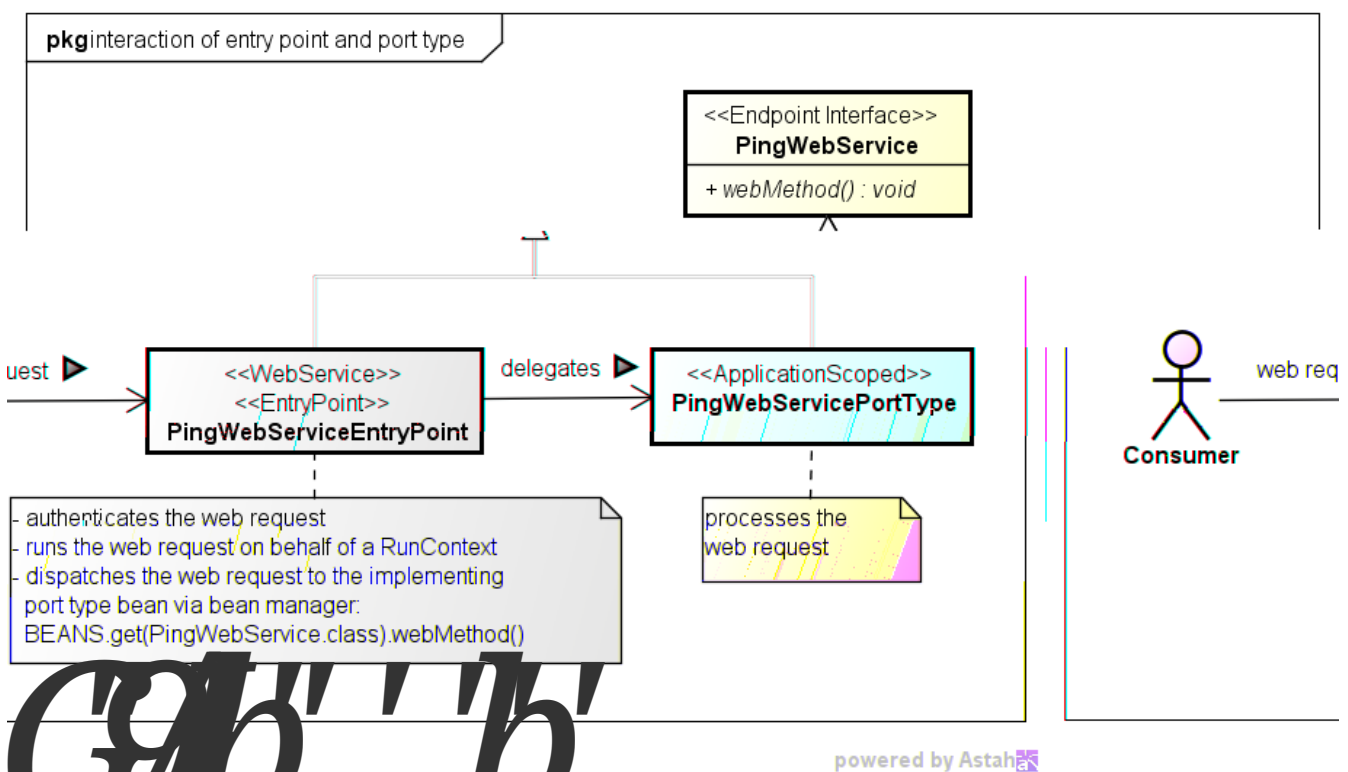 pkg interaction of entry point and port type
<<Endpoint Interface>>
PingWebService
+ webMethod() : void
uest
delegates
web req
<<WebService>>
<<EntryPoint>>
PingWebServiceEntryPoint
<<ApplicationScoped>>
PingWebServicePortType
Consumer
- authenticates the web request
- runs the web request on behalf of a RunContext
- dispatches the web request to the implementing
port type bean via bean manager:
BEANS.get(PingWebService.class).webMethod()
processes the
web request
powered by Astah